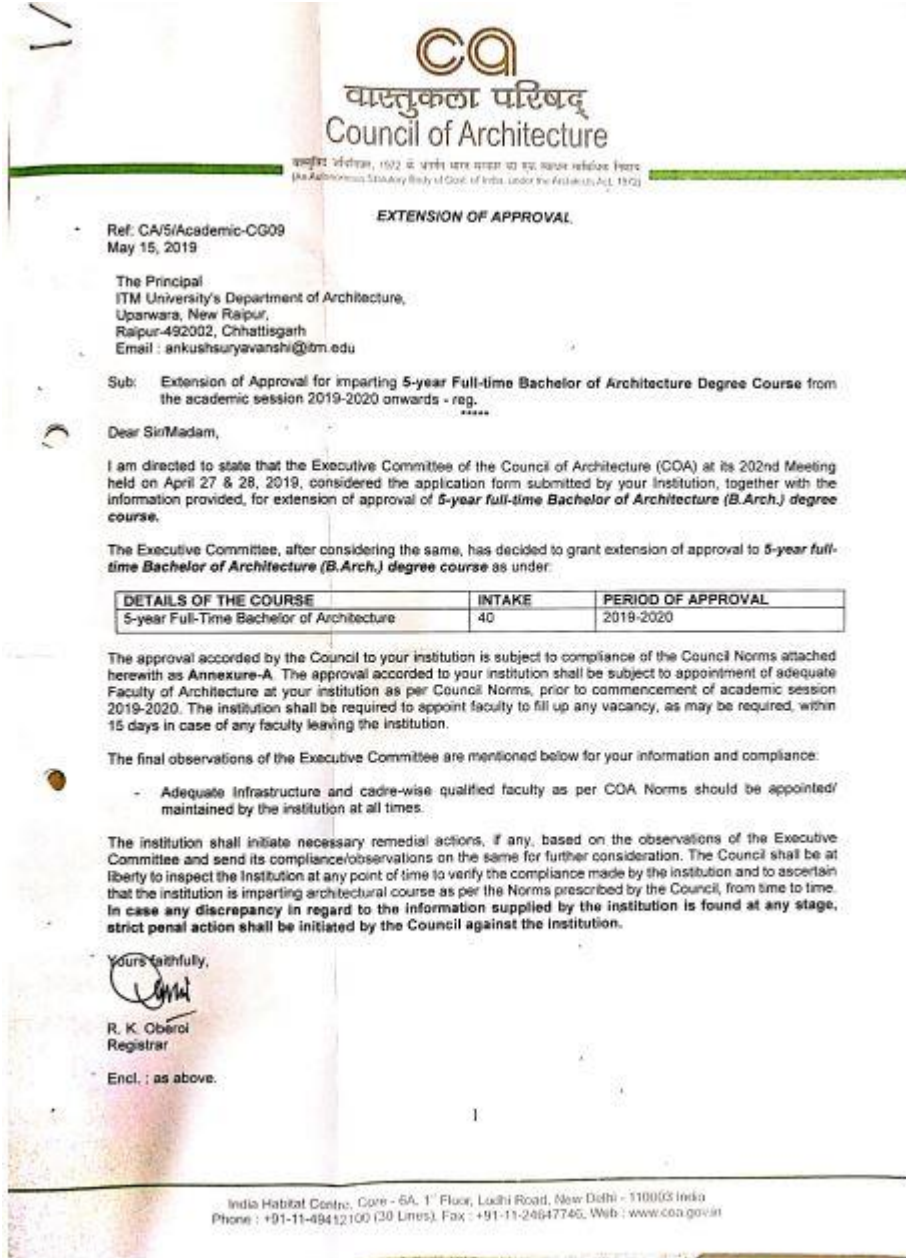 ca
वास्तुकला परिषद्
Council of Architecture
(An Autonomous Statutory Body of Govt. of India, under the Architects Act, 1972)
EXTENSION OF APPROVAL
Ref: CA/5/Academic-CG09
May 15, 2019
The Principal
ITM University's Department of Architecture,
Uparwara, New Raipur,
Raipur-492002, Chhattisgarh
Email : ankushsuryavanshi@itm.edu
Sub: Extension of Approval for imparting 5-year Full-time Bachelor of Architecture Degree Course from
the academic session 2019-2020 onwards - reg.
*****
Dear Sir/Madam,
I am directed to state that the Executive Committee of the Council of Architecture (COA) at its 202nd Meeting
held on April 27 & 28, 2019, considered the application form submitted by your Institution, together with the
information provided, for extension of approval of 5-year full-time Bachelor of Architecture (B.Arch.) degree
course.
The Executive Committee, after considering the same, has decided to grant extension of approval to 5-year full-
time Bachelor of Architecture (B.Arch.) degree course as under:
DETAILS OF THE COURSE INTAKE PERIOD OF APPROVAL
5-year Full-Time Bachelor of Architecture 40 2019-2020
The approval accorded by the Council to your institution is subject to compliance of the Council Norms attached
herewith as Annexure-A. The approval accorded to your institution shall be subject to appointment of adequate
Faculty of Architecture at your institution as per Council Norms, prior to commencement of academic session
2019-2020. The institution shall be required to appoint faculty to fill up any vacancy, as may be required, within
15 days in case of any faculty leaving the institution.
The final observations of the Executive Committee are mentioned below for your information and compliance:
- Adequate Infrastructure and cadre-wise qualified faculty as per COA Norms should be appointed/
maintained by the institution at all times.
The institution shall initiate necessary remedial actions, if any, based on the observations of the Executive
Committee and send its compliance/observations on the same for further consideration. The Council shall be at
liberty to inspect the Institution at any point of time to verify the compliance made by the institution and to ascertain
that the institution is imparting architectural course as per the Norms prescribed by the Council, from time to time.
In case any discrepancy in regard to the information supplied by the institution is found at any stage,
strict penal action shall be initiated by the Council against the institution.
Yours faithfully,
R. K. Oberoi
Registrar
Encl. : as above.
1
India Habitat Centre, Core - 6A, 1st Floor, Lodhi Road, New Delhi - 110003 India
Phone : +91-11-49412100 (30 Lines), Fax : +91-11-24647746, Web : www.coa.gov.in